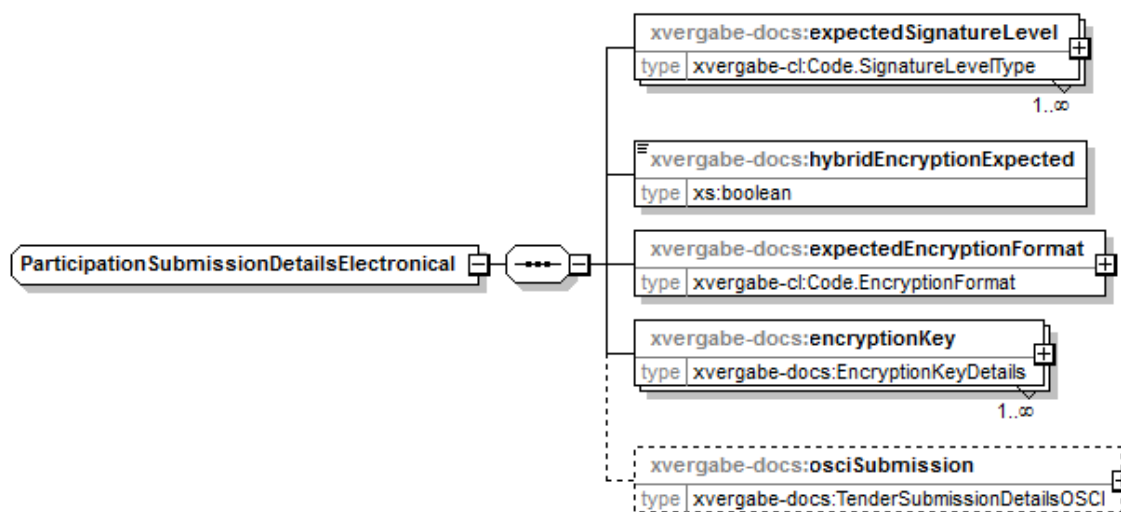 xvergabe-docs:expectedSignatureLevel
type xvergabe-cl:Code.SignatureLevelType
1..∞
xvergabe-docs:hybridEncryptionExpected
type xs:boolean
ParticipationSubmissionDetailsElectronical
xvergabe-docs:expectedEncryptionFormat
type xvergabe-cl:Code.EncryptionFormat
xvergabe-docs:encryptionKey
type xvergabe-docs:EncryptionKeyDetails
1..∞
xvergabe-docs:osciSubmission
type xvergabe-docs:TenderSubmissionDetailsOSCI